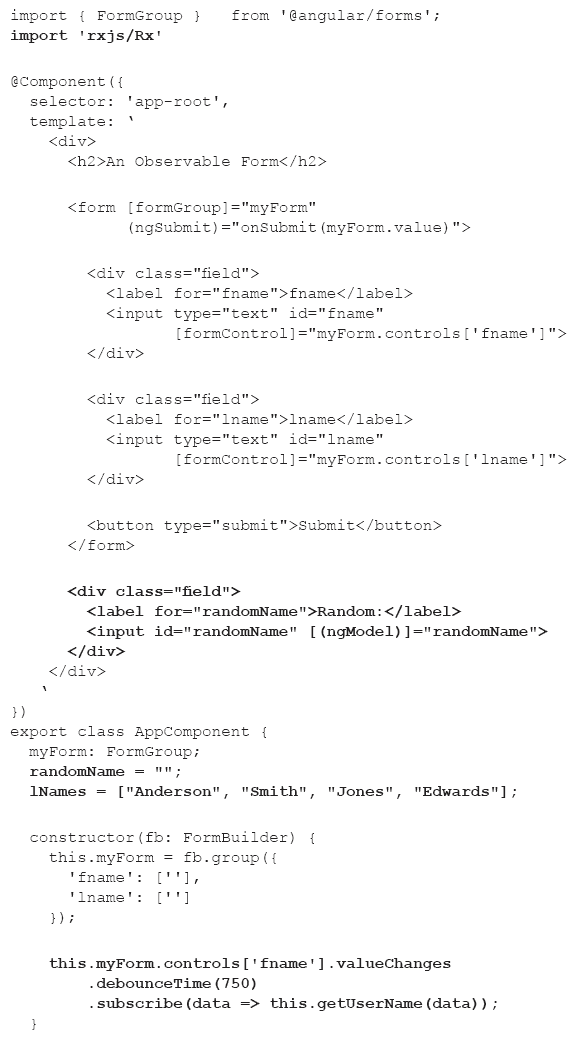 import { FormGroup }   from '@angular/forms';
import 'rxjs/Rx'

@Component({
  selector: 'app-root',
  template: ‛
    <div>
      <h2>An Observable Form</h2>

      <form [formGroup]="myForm"
            (ngSubmit)="onSubmit(myForm.value)">

        <div class="field">
          <label for="fname">fname</label>
          <input type="text" id="fname"
                 [formControl]="myForm.controls['fname']">
        </div>

        <div class="field">
          <label for="lname">lname</label>
          <input type="text" id="lname"
                 [formControl]="myForm.controls['lname']">
        </div>

        <button type="submit">Submit</button>
      </form>

      <div class="field">
        <label for="randomName">Random:</label>
        <input id="randomName" [(ngModel)]="randomName">
      </div>
    </div>
   ‛
})
export class AppComponent {
  myForm: FormGroup;
  randomName = "";
  lNames = ["Anderson", "Smith", "Jones", "Edwards"];

  constructor(fb: FormBuilder) {
    this.myForm = fb.group({
      'fname': [''],
      'lname': ['']
    });

    this.myForm.controls['fname'].valueChanges
        .debounceTime(750)
        .subscribe(data => this.getUserName(data));
  }